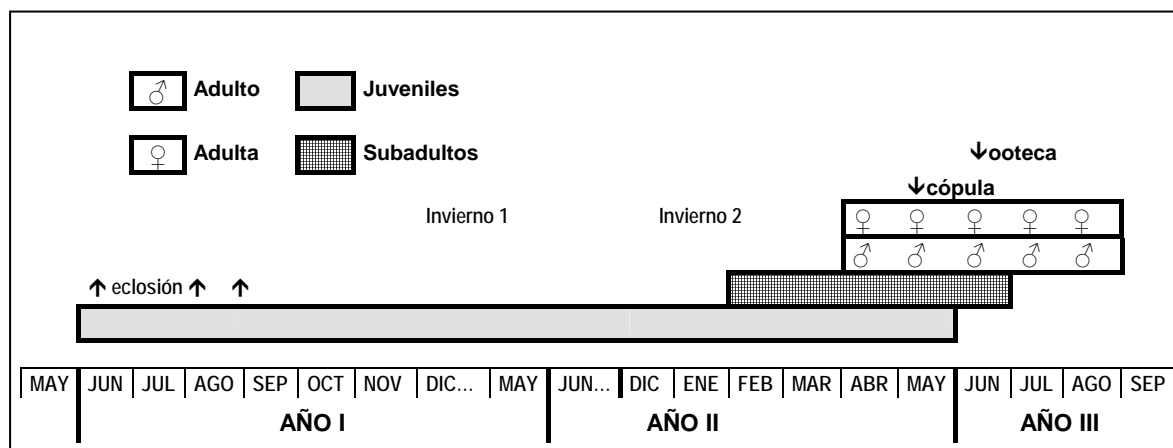 ♂ Adulto Juveniles
♀ Adulta Subadultos
↓ooteca
↓cópula
Invierno 1 Invierno 2
♀ ♀ ♀ ♀ ♀
♂ ♂ ♂ ♂ ♂
↑ eclosión ↑ ↑
MAY JUN JUL AGO SEP OCT NOV DIC... MAY JUN... DIC ENE FEB MAR ABR MAY JUN JUL AGO SEP
AÑO I AÑO II AÑO III